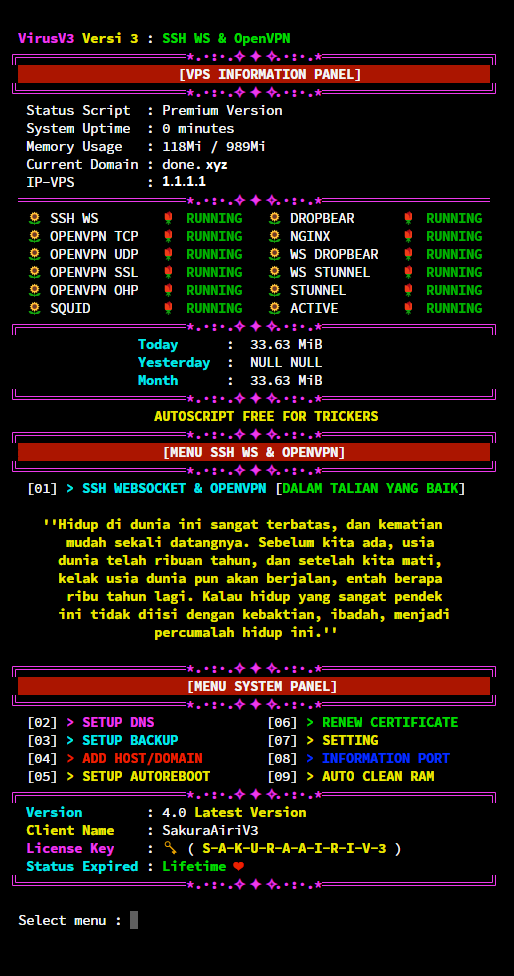 VirusV3 Versi 3 : SSH WS & OpenVPN
[VPS INFORMATION PANEL]
Status Script : Premium Version
System Uptime : 0 minutes
Memory Usage : 118Mi / 989Mi
Current Domain : done. xyz
IP-VPS : 1.1.1.1
SSH WS RUNNING DROPBEAR RUNNING
OPENVPN TCP RUNNING NGINX RUNNING
OPENVPN UDP RUNNING WS DROPBEAR RUNNING
OPENVPN SSL RUNNING WS STUNNEL RUNNING
OPENVPN OHP RUNNING STUNNEL RUNNING
SQUID RUNNING ACTIVE RUNNING
Today : 33.63 MiB
Yesterday : NULL NULL
Month : 33.63 MiB
AUTOSCRIPT FREE FOR TRICKERS
[MENU SSH WS & OPENVPN]
[01] > SSH WEBSOCKET & OPENVPN [DALAM TALIAN YANG BAIK]
''Hidup di dunia ini sangat terbatas, dan kematian
mudah sekali datangnya. Sebelum kita ada, usia
dunia telah ribuan tahun, dan setelah kita mati,
kelak usia dunia pun akan berjalan, entah berapa
ribu tahun lagi. Kalau hidup yang sangat pendek
ini tidak diisi dengan kebaktian, ibadah, menjadi
percumalah hidup ini.''
[MENU SYSTEM PANEL]
[02] > SETUP DNS [06] > RENEW CERTIFICATE
[03] > SETUP BACKUP [07] > SETTING
[04] > ADD HOST/DOMAIN [08] > INFORMATION PORT
[05] > SETUP AUTOREBOOT [09] > AUTO CLEAN RAM
Version : 4.0 Latest Version
Client Name : SakuraAiriV3
License Key : ( S-A-K-U-R-A-A-I-R-I-V-3 )
Status Expired : Lifetime
Select menu :